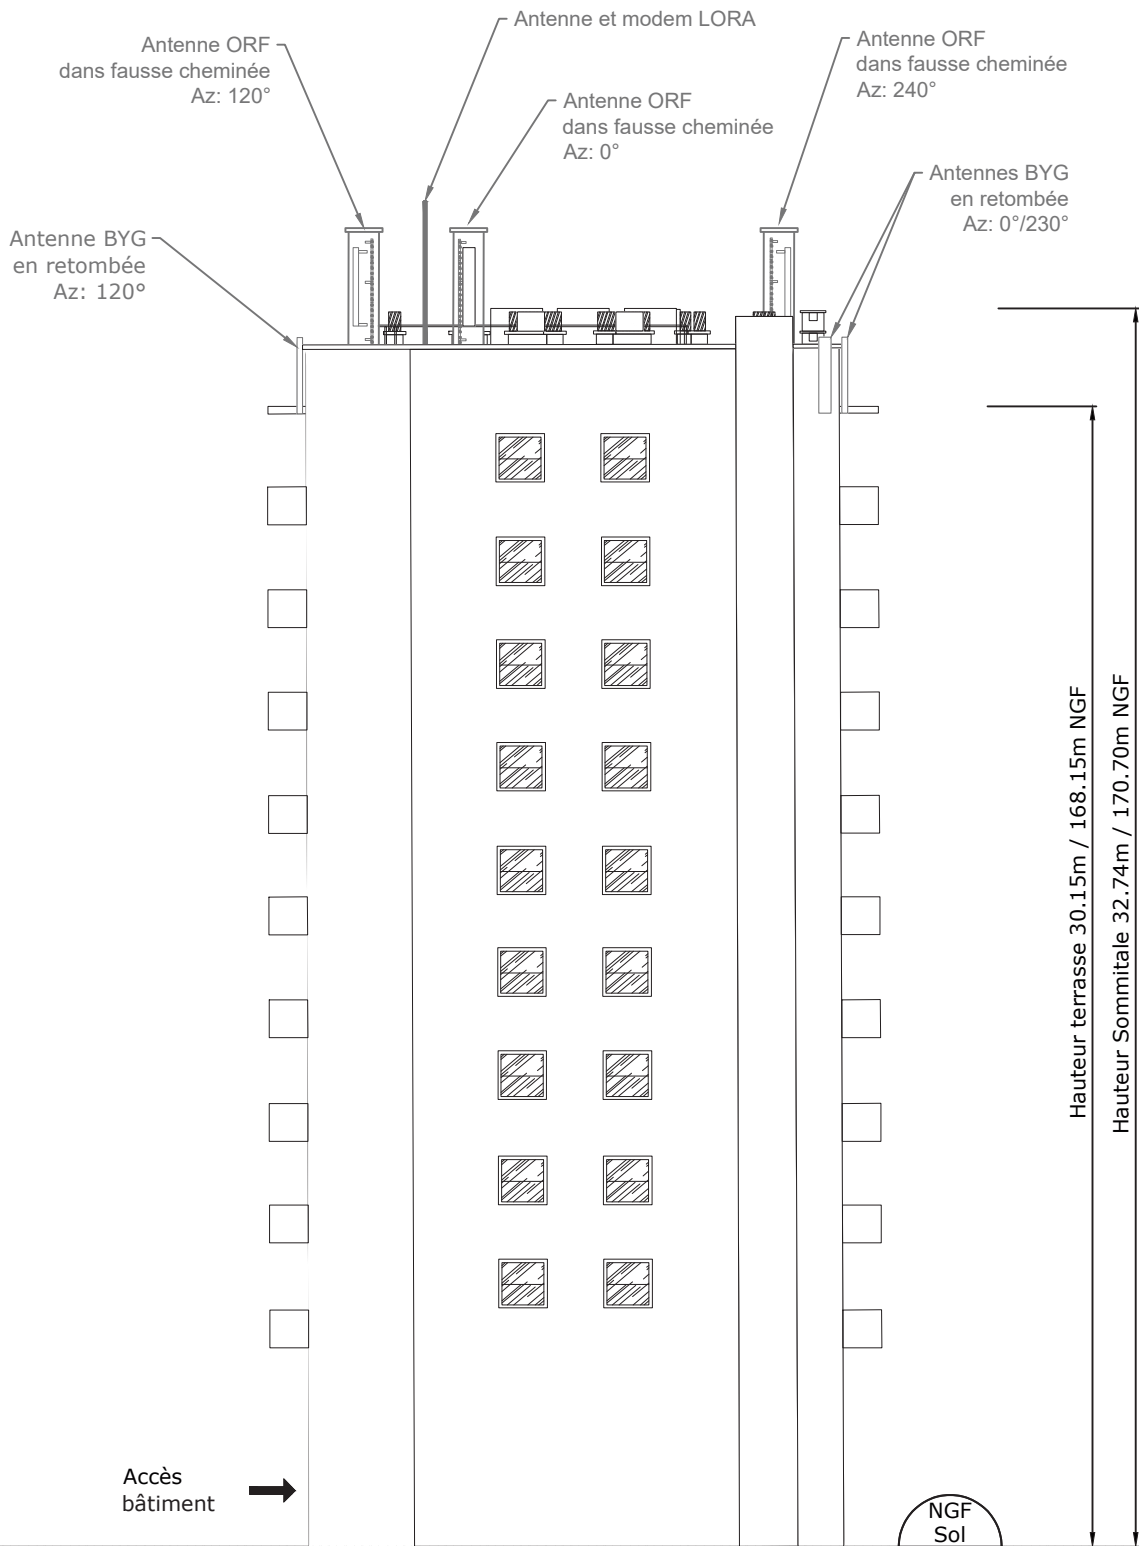 Antenne et modem LORA
Antenne ORF
dans fausse cheminée
Az: 120°
Antenne ORF
dans fausse cheminée
Az: 240°
Antenne ORF
dans fausse cheminée
Az: 0°
Antennes BYG
en retombée
Az: 0°/230°
Antenne BYG
en retombée
Az: 120°
Hauteur terrasse 30.15m / 168.15m NGF
Hauteur Sommitale 32.74m / 170.70m NGF
Accès
bâtiment
NGF
Sol